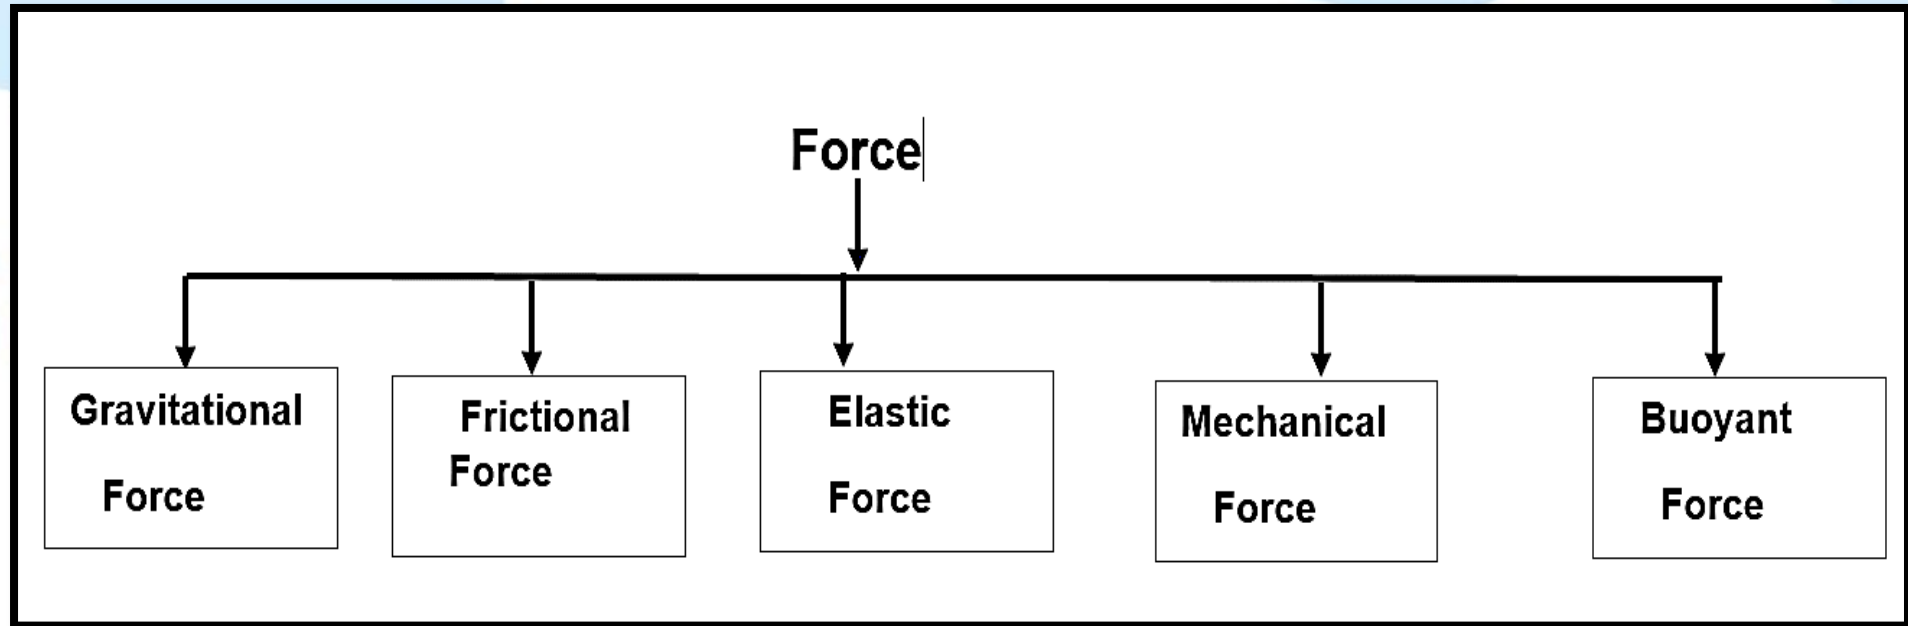 Force
Gravitational
Force
Frictional
Force
Elastic
Force
Mechanical
Force
Buoyant
Force